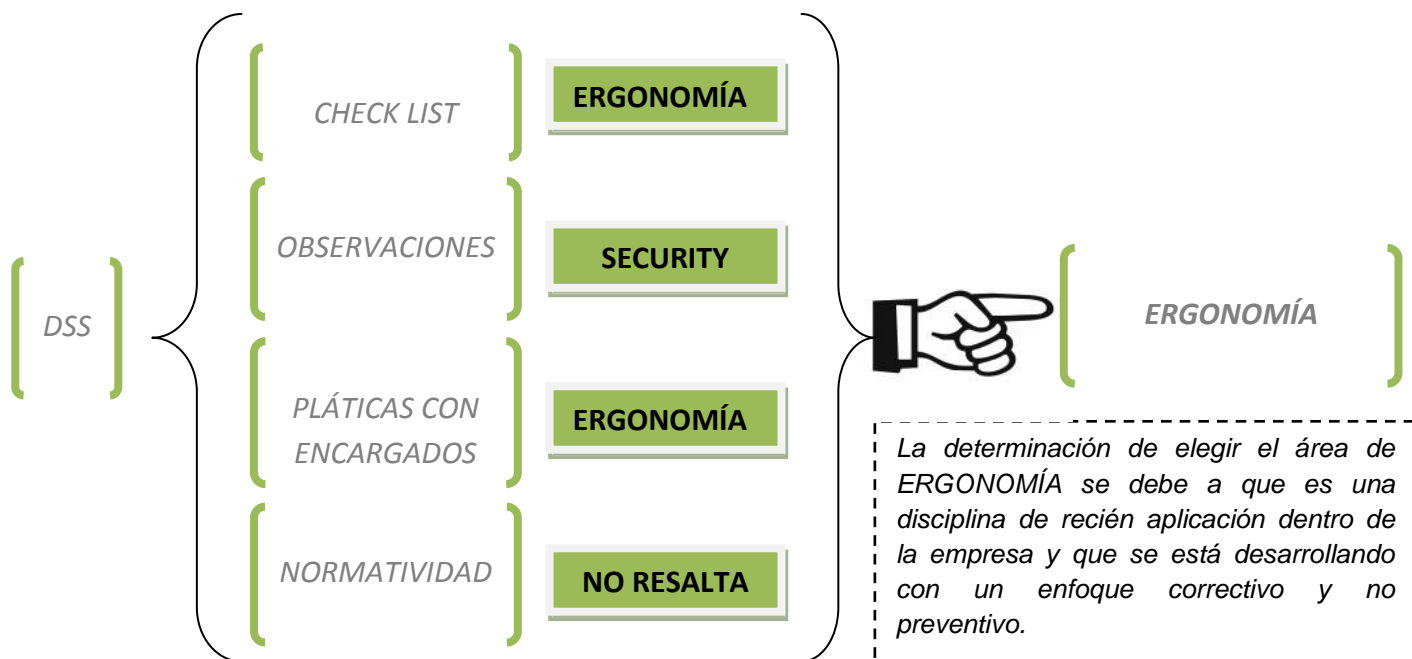 DSS
CHECK LIST
ERGONOMÍA
OBSERVACIONES
SECURITY
PLÁTICAS CON
ENCARGADOS
ERGONOMÍA
NORMATIVIDAD
NO RESALTA
ERGONOMÍA
La determinación de elegir el área de
ERGONOMÍA se debe a que es una
disciplina de recién aplicación dentro de
la empresa y que se está desarrollando
con un enfoque correctivo y no
preventivo.